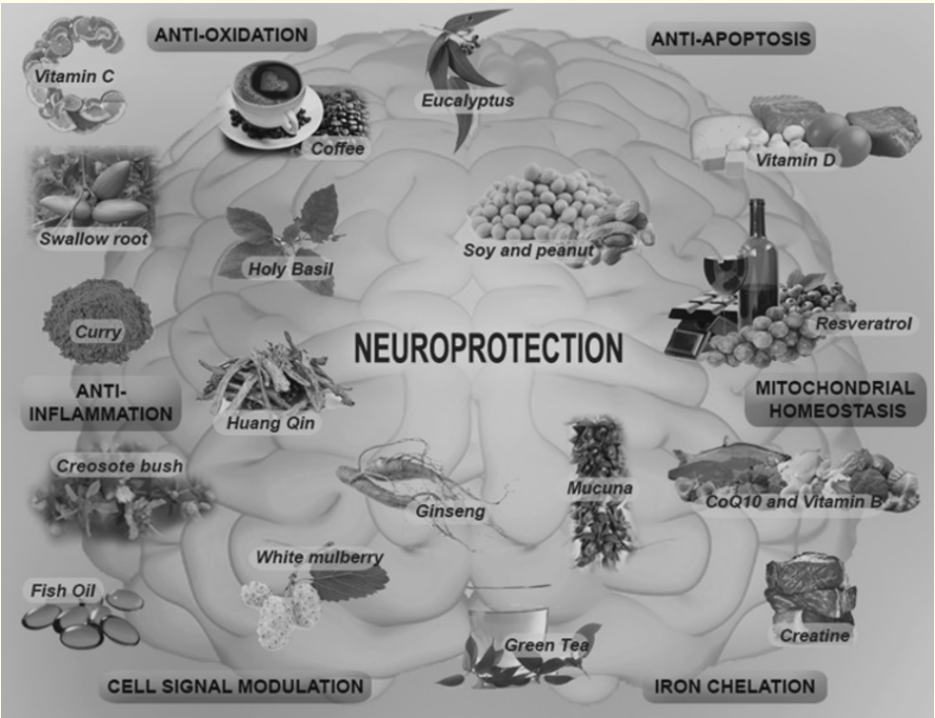 ANTI-OXIDATION
ANTI-APOPTOSIS
Vitamin C
Eucalyptus
Coffee
Vitamin D
Swallow root
Holy Basil
Soy and peanut
Curry
Resveratrol
NEUROPROTECTION
ANTI-
INFLAMMATION
MITOCHONDRIAL
HOMEOSTASIS
Huang Qin
Creosote bush
Ginseng
Mucuna
CoQ10 and Vitamin B
White mulberry
Fish Oil
Green Tea
Creatine
CELL SIGNAL MODULATION
IRON CHELATION